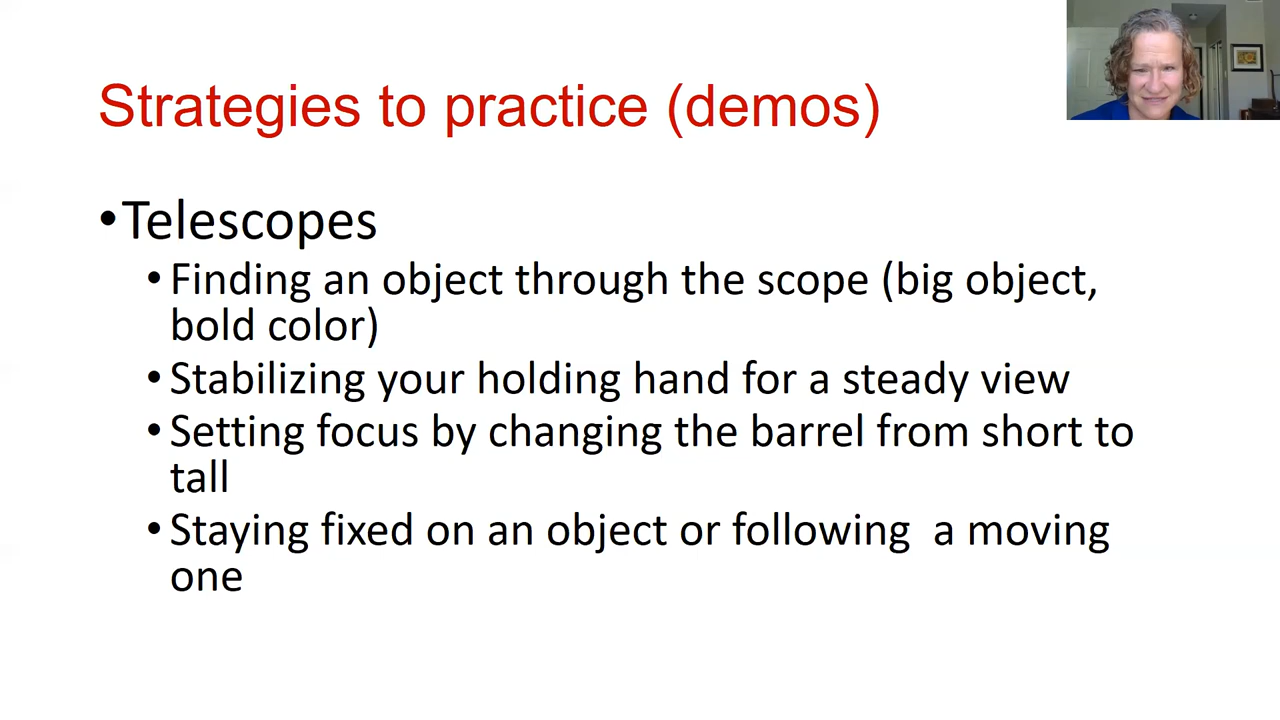 Strategies to practice (demos)
•Telescopes
•Finding an object through the scope (big object,
bold color)
•Stabilizing your holding hand for a steady view
•Setting focus by changing the barrel from short to
tall
•Staying fixed on an object or following  a moving
one